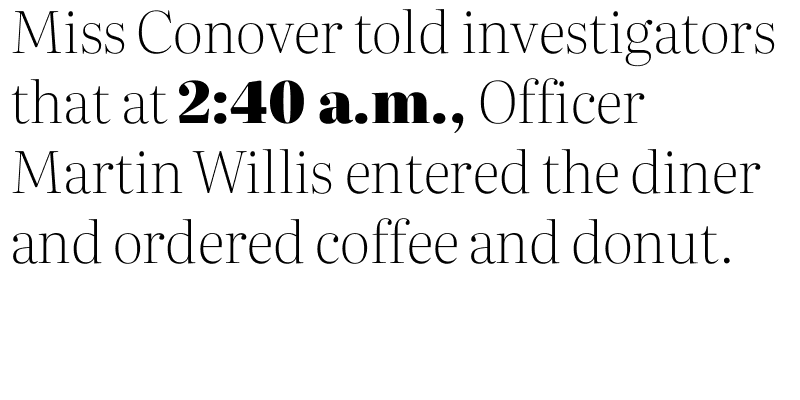 Miss Conover told investigators
that at 2:40 a.m., Officer
Martin Willis entered the diner
and ordered coffee and donut.